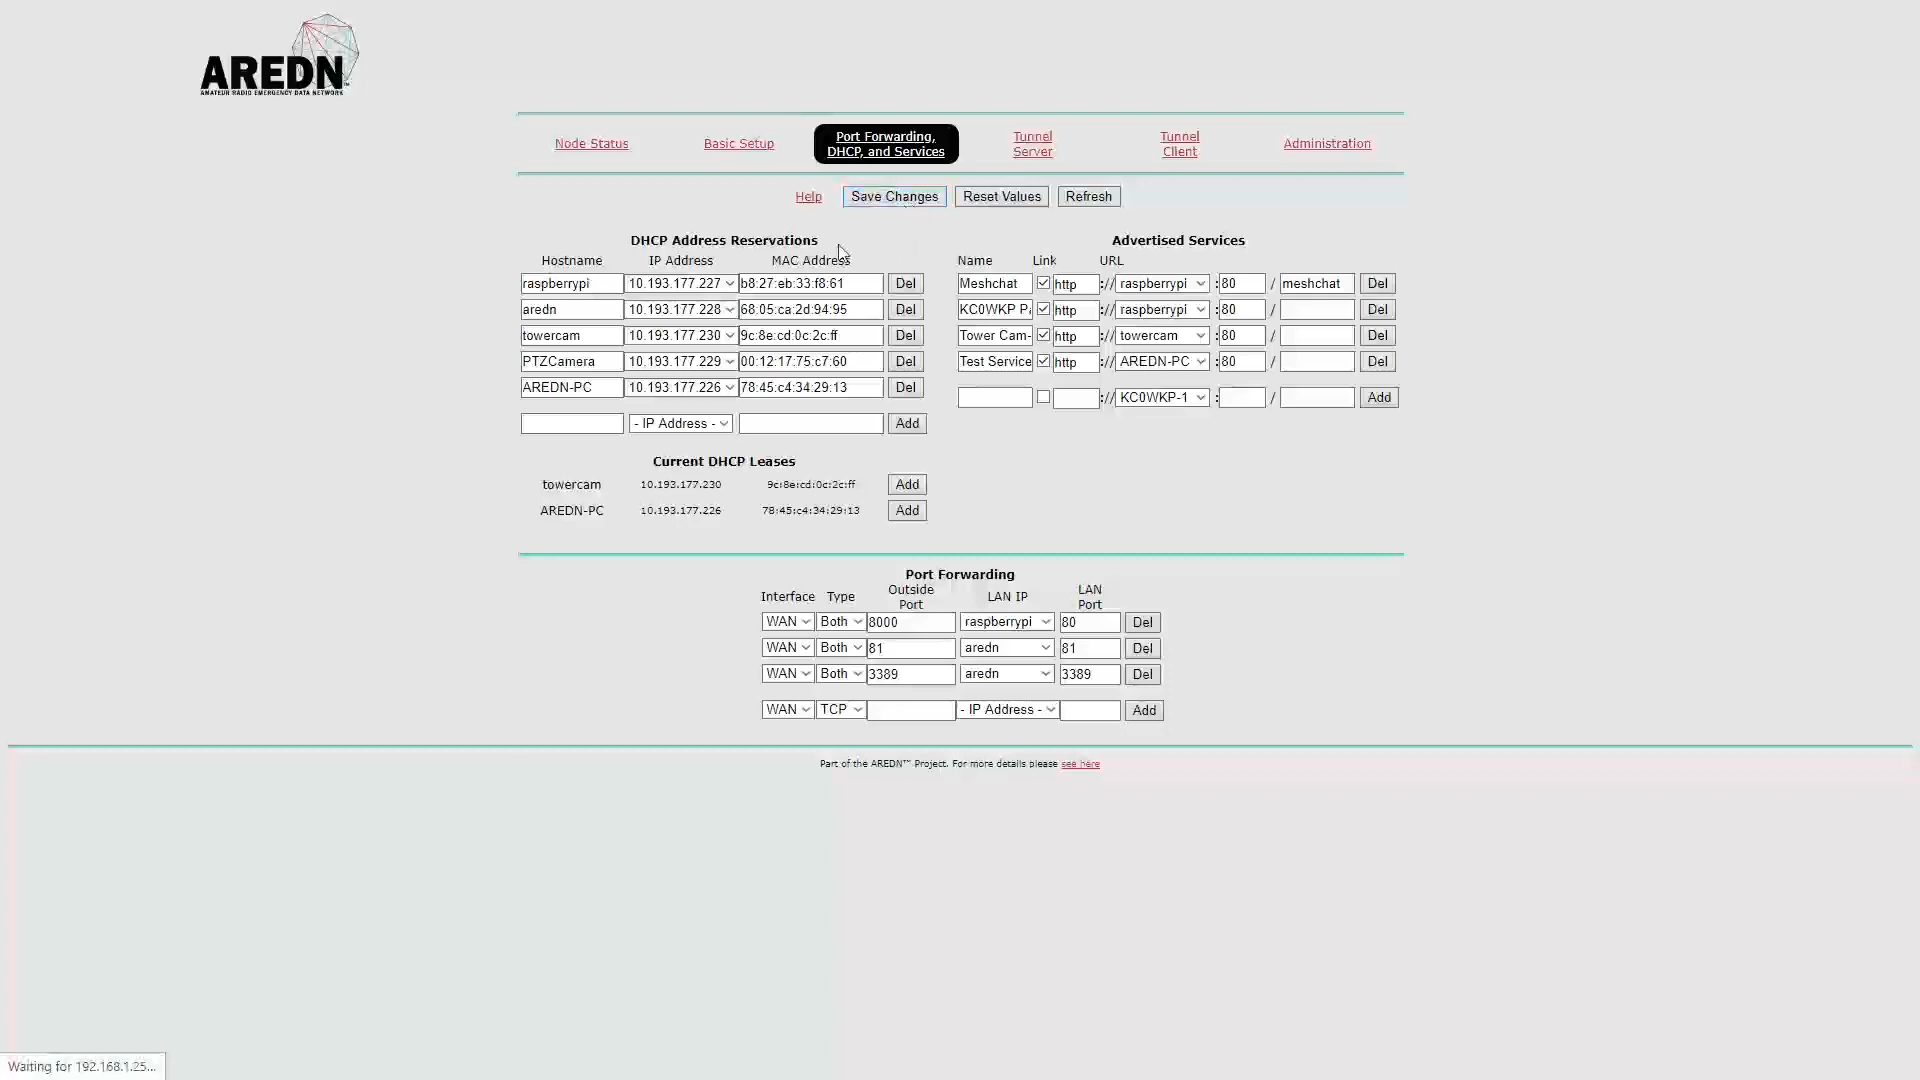 AREDN
AMATEUR RADIO EMERGENCY DATA NETWORK
Node Status Basic Setup Port Forwarding, DHCP, and Services Tunnel Server Tunnel Client Administration
Help Save Changes Reset Values Refresh
DHCP Address Reservations
Hostname IP Address MAC Address
raspberrypi 10.193.177.227 b8:27:eb:33:f8:61 Del
aredn 10.193.177.228 68:05:ca:2d:94:95 Del
towercam 10.193.177.230 9c:8e:cd:0c:2c:ff Del
PTZCamera 10.193.177.229 00:12:17:75:c7:60 Del
AREDN-PC 10.193.177.226 78:45:c4:34:29:13 Del
- IP Address - Add
Current DHCP Leases
towercam 10.193.177.230 9c:8e:cd:0c:2c:ff Add
AREDN-PC 10.193.177.226 78:45:c4:34:29:13 Add
Advertised Services
Name Link URL
Meshchat http :// raspberrypi : 80 / meshchat Del
KC0WKP http :// raspberrypi : 80 / Del
Tower Cam- http :// towercam : 80 / Del
Test Service http :// AREDN-PC : 80 / Del
:// KC0WKP-1 : / Add
Port Forwarding
Interface Type Outside Port LAN IP LAN Port
WAN Both 8000 raspberrypi 80 Del
WAN Both 81 aredn 81 Del
WAN Both 3389 aredn 3389 Del
WAN TCP - IP Address - Add
Part of the AREDN™ Project. For more details please see here
Waiting for 192.168.1.25...